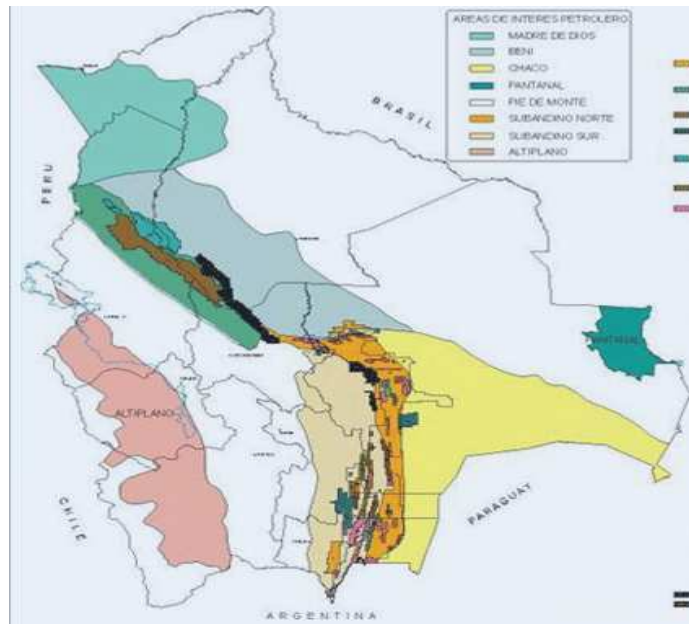 AREAS DE INTERES PETROLERO
MADRE DE DIOS
BENI
CHACO
PANTANAL
PIE DE MONTE
SUBANDINO NORTE
SUBANDINO SUR
ALTIPLANO
BRASIL
PERU
PANTANAL
ALTIPLANO
CHILE
PARAGUAY
ARGENTINA